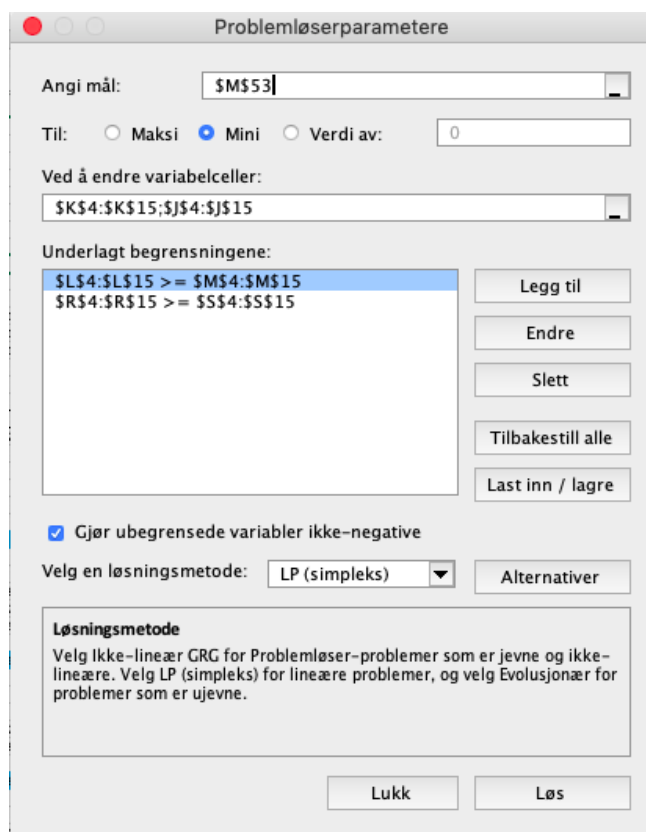 Problemløserparametere
Angi mål: $M$53
Til: Maksi Mini Verdi av: 0
Ved å endre variabelceller:
$K$4:$K$15;$J$4:$J$15
Underlagt begrensningene:
$L$4:$L$15 >= $M$4:$M$15
$R$4:$R$15 >= $S$4:$S$15
Legg til
Endre
Slett
Tilbakestill alle
Last inn / lagre
Gjør ubegrensede variabler ikke-negative
Velg en løsningsmetode: LP (simpleks) Alternativer
Løsningsmetode
Velg Ikke-lineær GRG for Problemløser-problemer som er jevne og ikke-
lineære. Velg LP (simpleks) for lineære problemer, og velg Evolusjonær for
problemer som er ujevne.
Lukk Løs